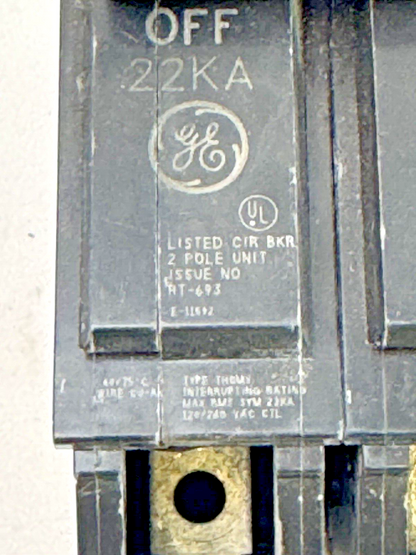 OFF
22KA
GE
UL
LISTED CIR BKR
2 POLE UNIT
ISSUE NO
RT-693
E-11592
60/75°C
WIRE CU-AL
TYPE THQMV
INTERRUPTING RATING
MAX RMS SYM 22KA
120/240 VAC CTL